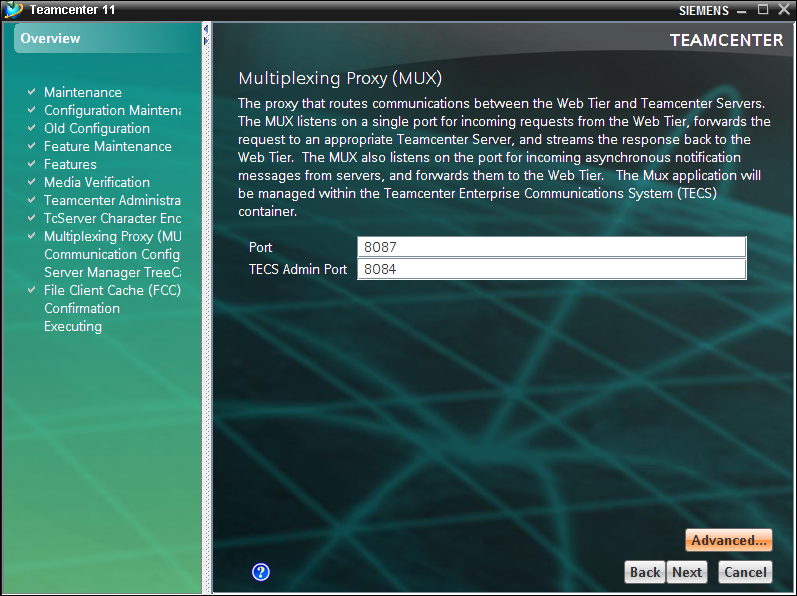 Teamcenter 11
SIEMENS
Overview
TEAMCENTER
Maintenance
Configuration Maintena
Old Configuration
Feature Maintenance
Features
Media Verification
Teamcenter Administra
TcServer Character Enc
Multiplexing Proxy (MU
Communication Config
Server Manager TreeCa
File Client Cache (FCC)
Confirmation
Executing
Multiplexing Proxy (MUX)
The proxy that routes communications between the Web Tier and Teamcenter Servers.
The MUX listens on a single port for incoming requests from the Web Tier, forwards the
request to an appropriate Teamcenter Server, and streams the response back to the
Web Tier. The MUX also listens on the port for incoming asynchronous notification
messages from servers, and forwards them to the Web Tier. The Mux application will
be managed within the Teamcenter Enterprise Communications System (TECS)
container.
Port 8087
TECS Admin Port 8084
Advanced...
?
Back Next Cancel